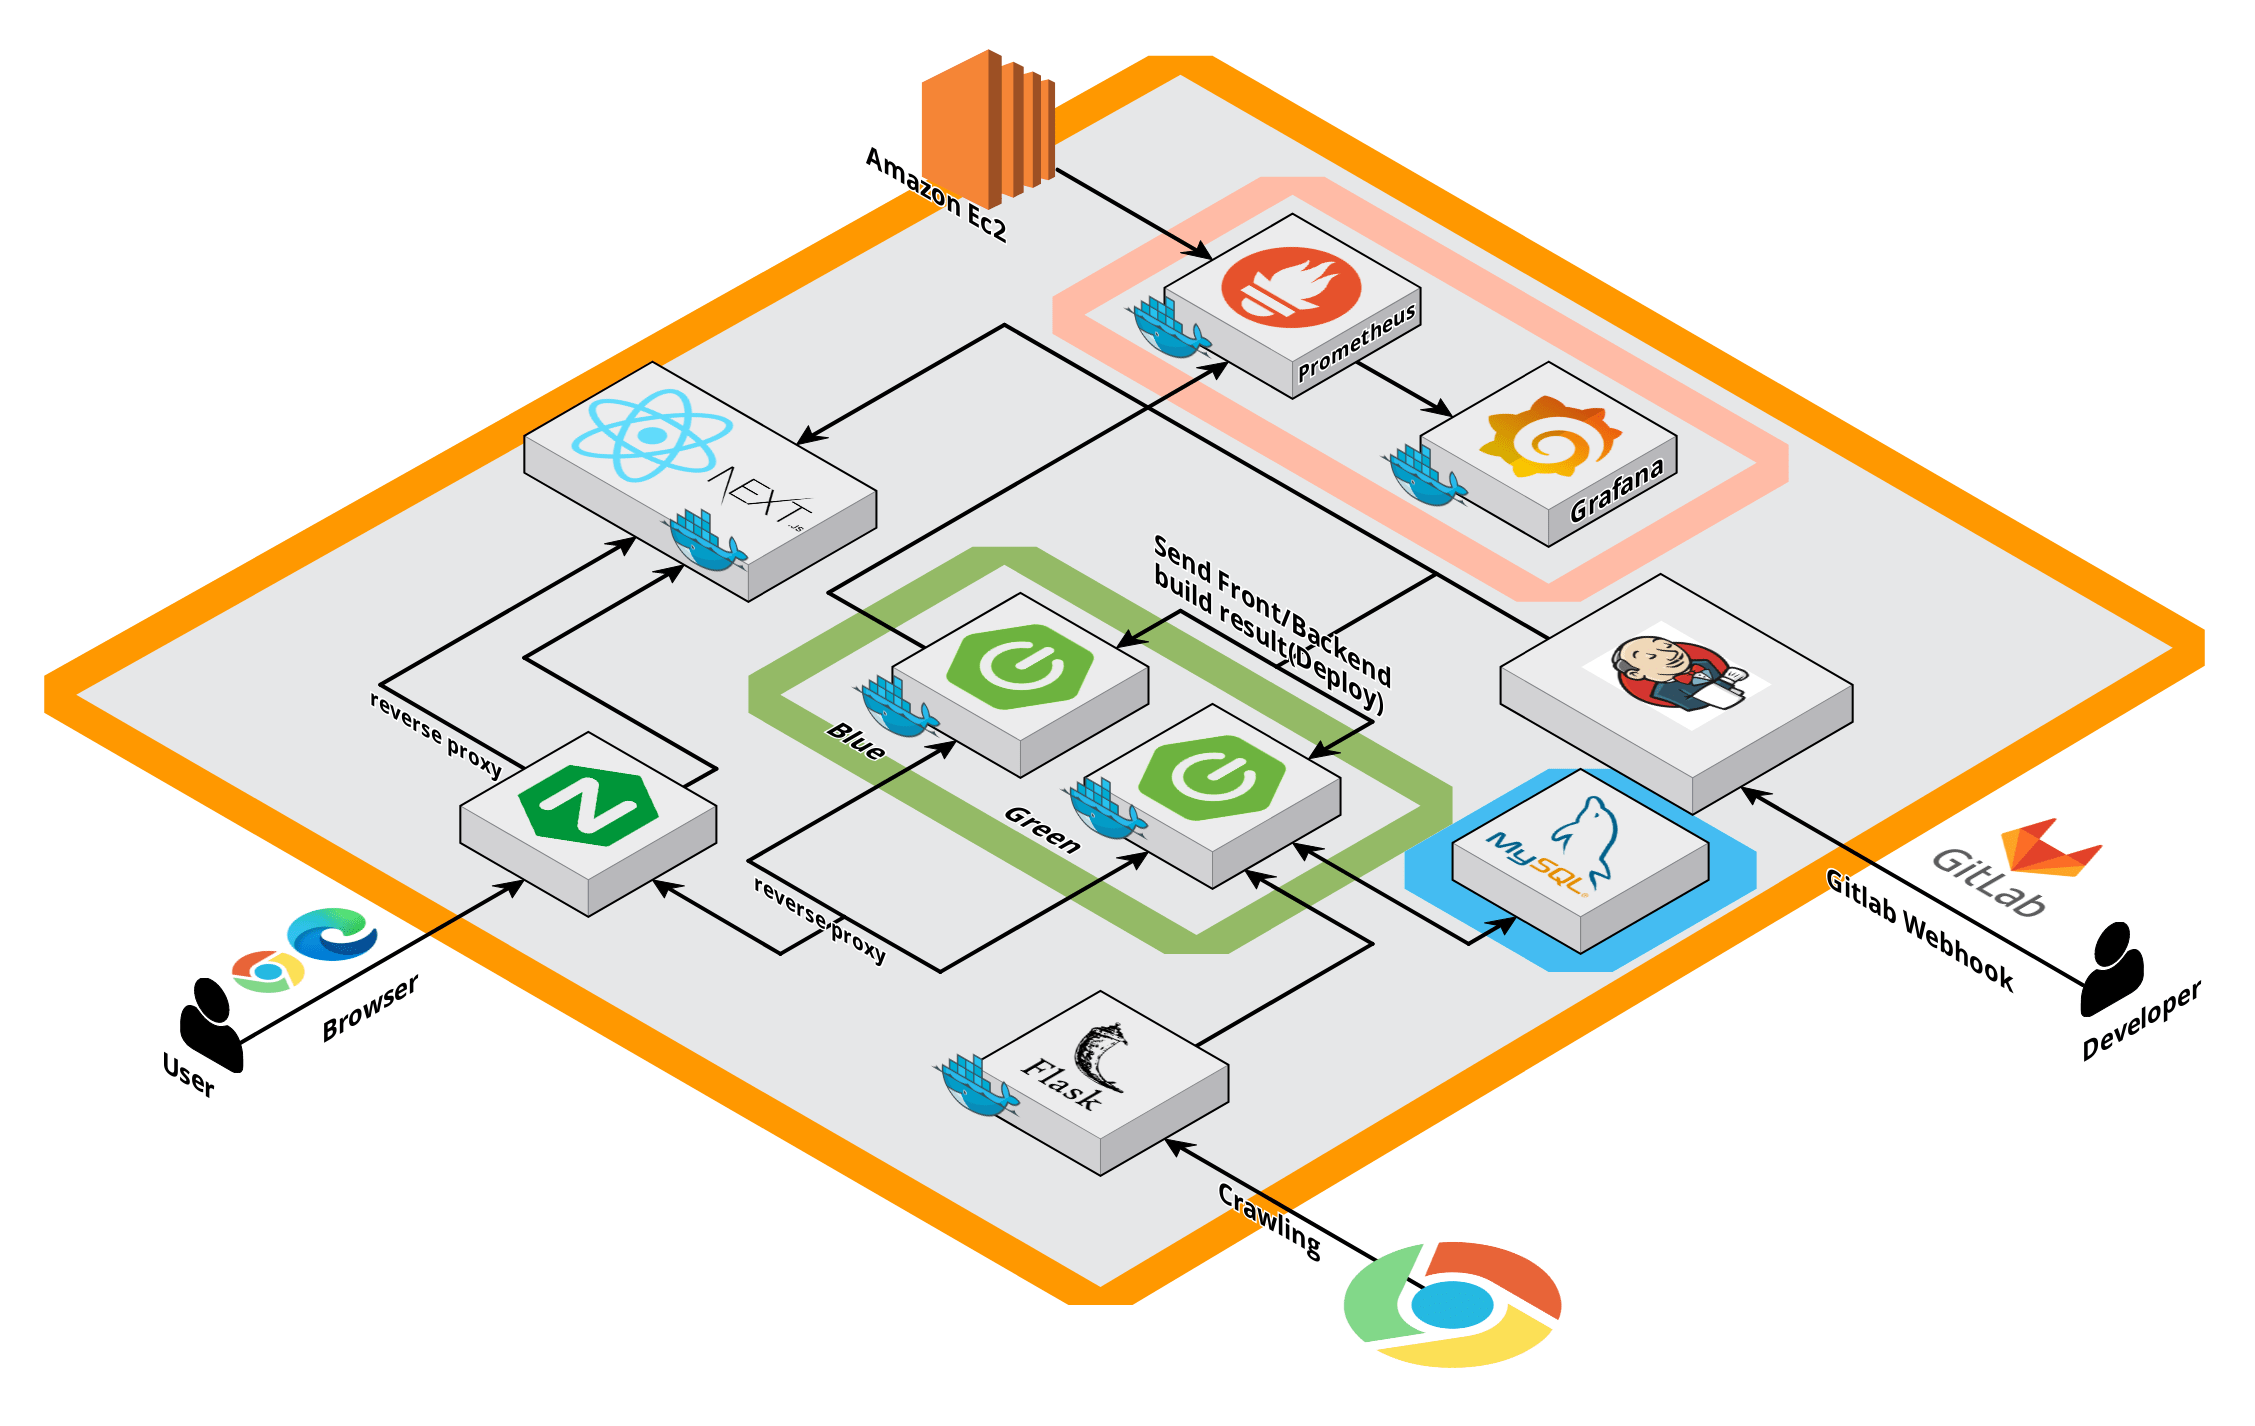 Amazon Ec2
Prometheus
Grafana
NEXT
.JS
Send Front/Backend
build result(Deploy)
reverse proxy
Blue
Green
MySQL
GitLab
Gitlab Webhook
Developer
reverse proxy
Browser
User
Flask
Crawling